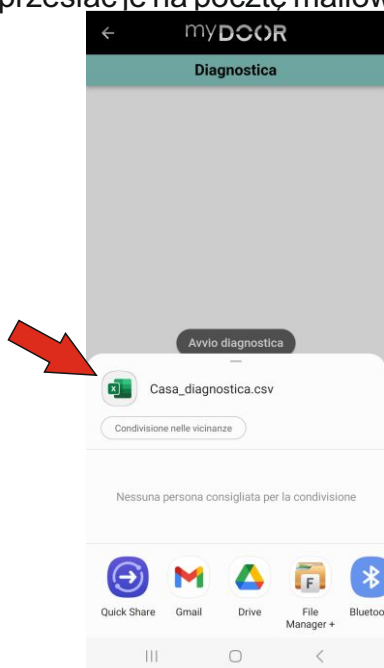 przesłać je na pocztę mailow
myDOOR
Diagnostica
Avvio diagnostica
Casa_diagnostica.csv
Condivisione nelle vicinanze
Nessuna persona consigliata per la condivisione
Quick Share Gmail Drive File Manager + Bluetoo